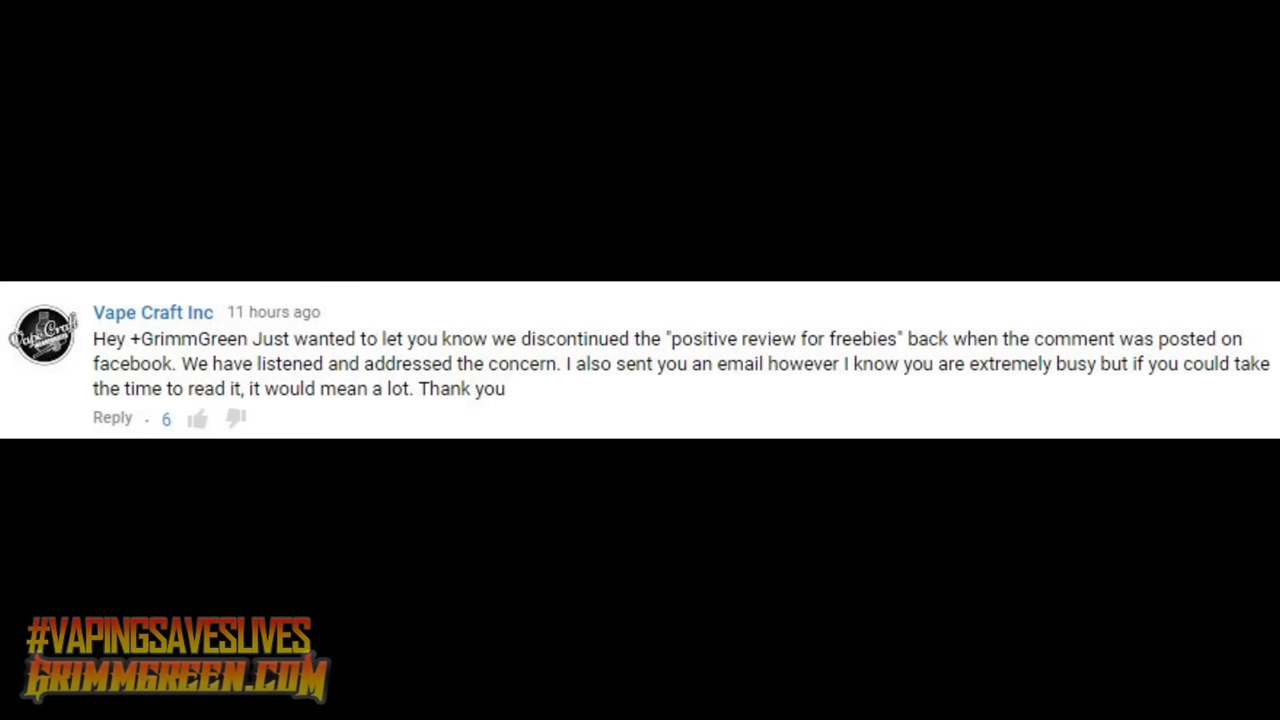 Vape Craft Inc 11 hours ago
Hey +GrimmGreen Just wanted to let you know we discontinued the "positive review for freebies" back when the comment was posted on
facebook. We have listened and addressed the concern. I also sent you an email however I know you are extremely busy but if you could take
the time to read it, it would mean a lot. Thank you
Reply . 6
Vape Craft
#VAPINGSAVESLIVES
GRIMMGREEN.COM